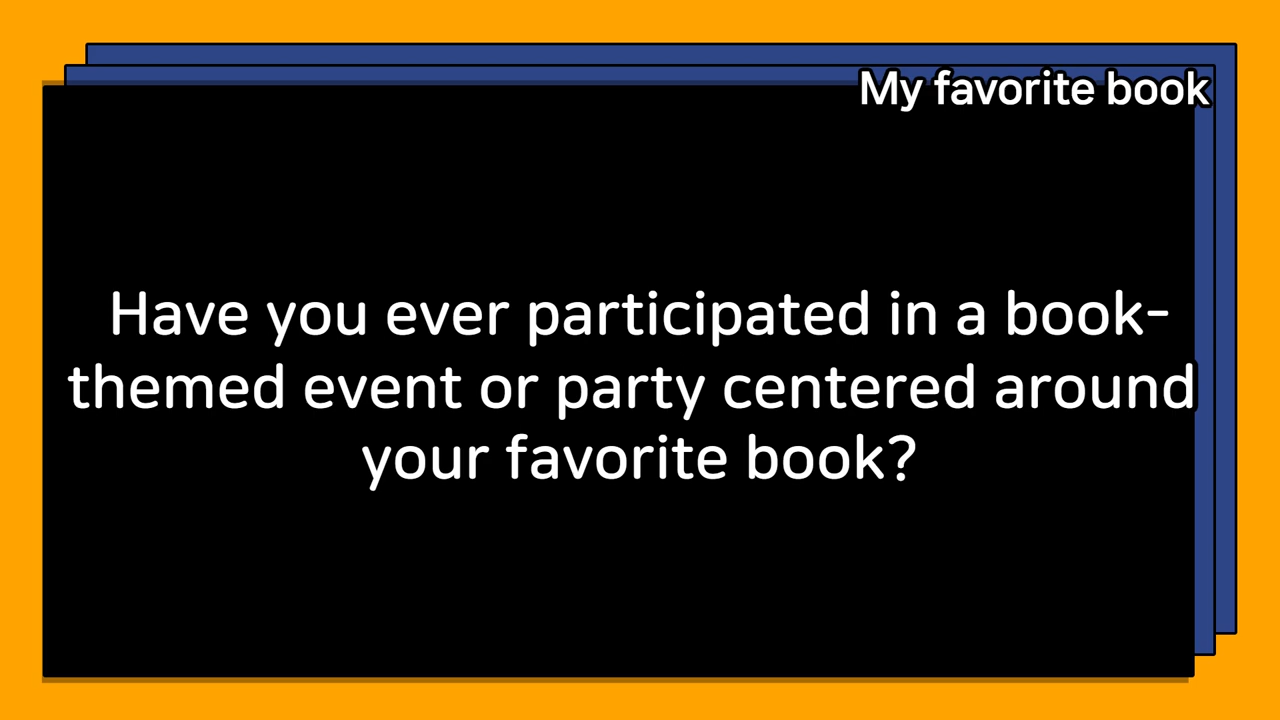 My favorite book
Have you ever participated in a book-
themed event or party centered around
your favorite book?